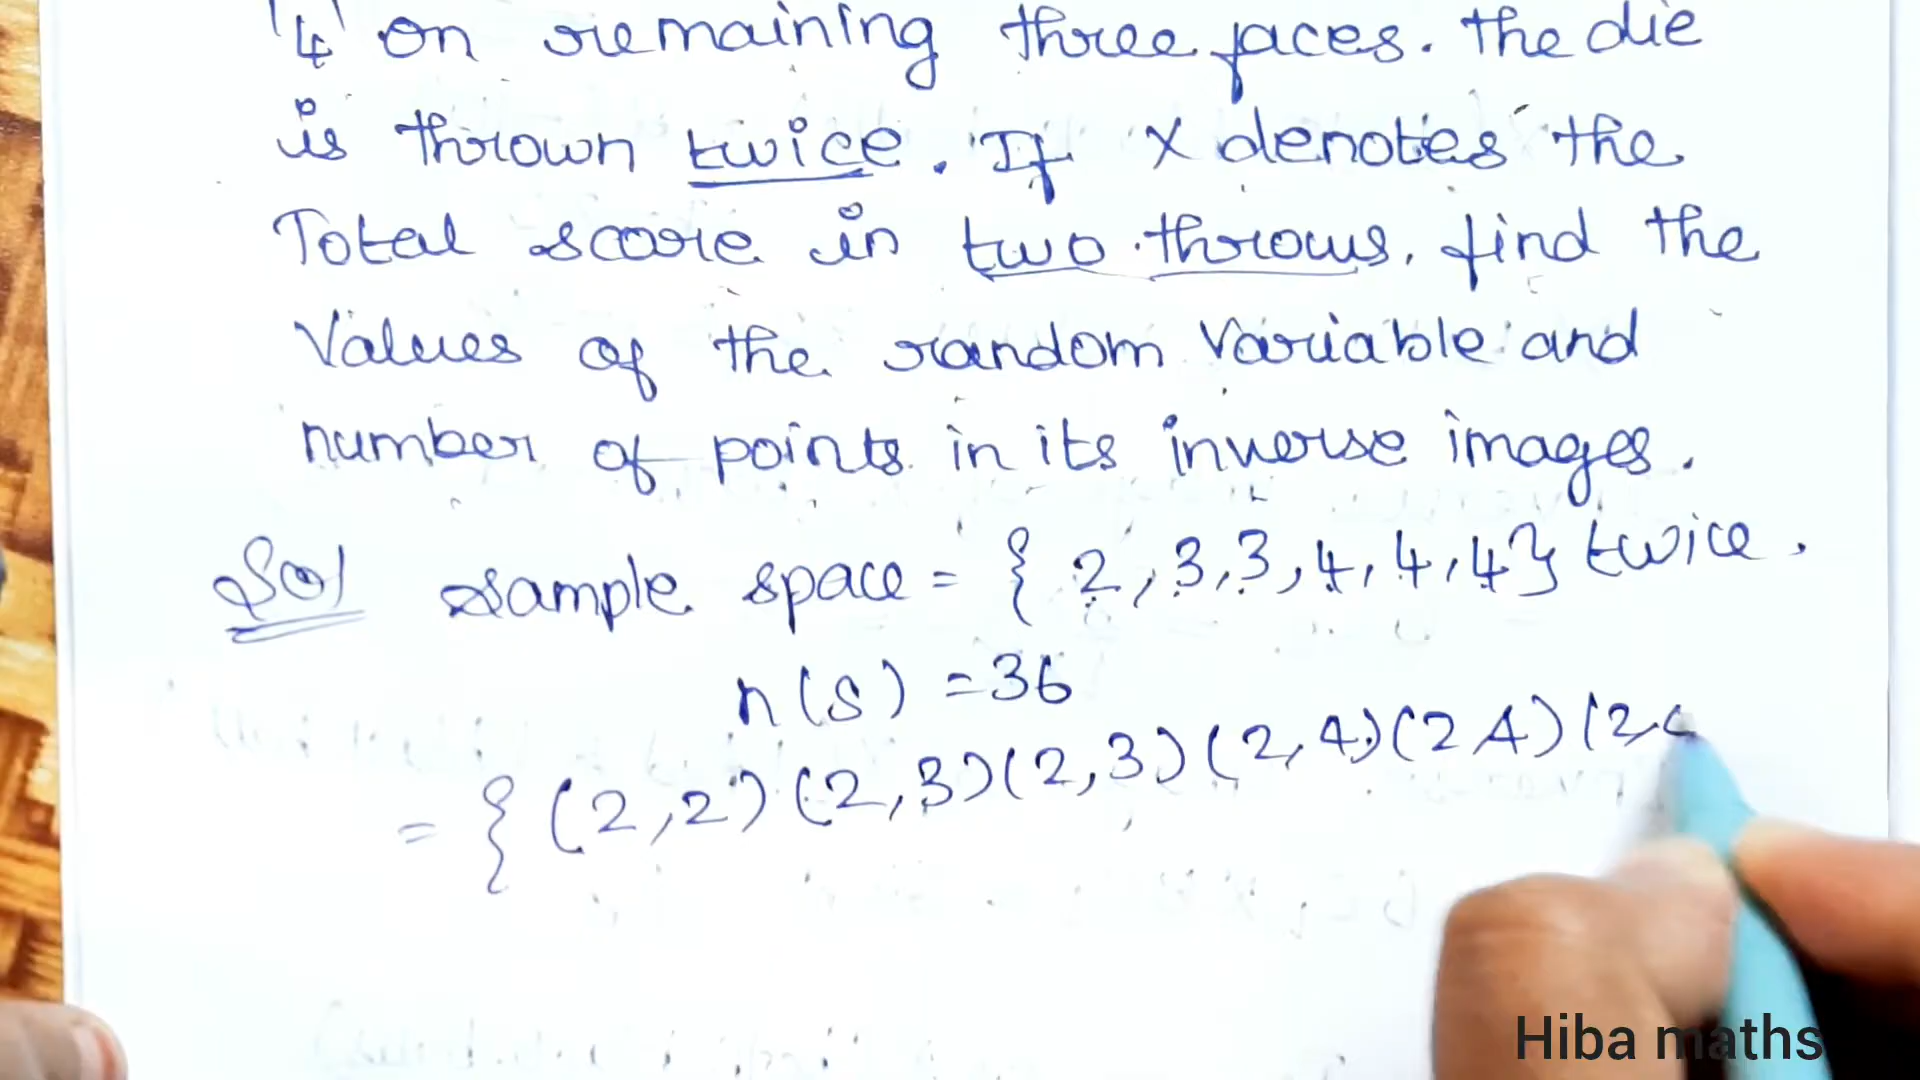 '4' on remaining three faces. The die
is thrown twice. If X denotes the
Total score in two throws, find the
Values of the random variable and
number of points in its inverse images.
Sol Sample space = { 2, 3, 3, 4, 4, 4} twice.
n(S) = 36
= { (2,2) (2,3) (2,3) (2,4) (2 4) (2,
Hiba maths